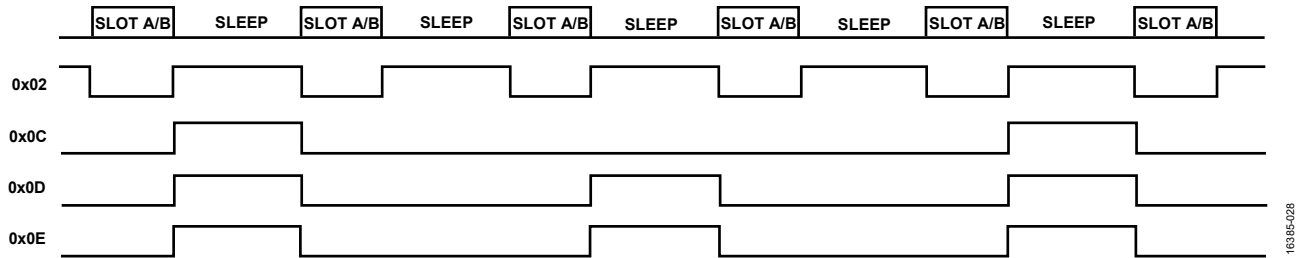 SLOT A/B SLEEP SLOT A/B SLEEP SLOT A/B SLEEP SLOT A/B SLEEP SLOT A/B SLEEP SLOT A/B
0x02
0x0C
0x0D
0x0E
16385-028